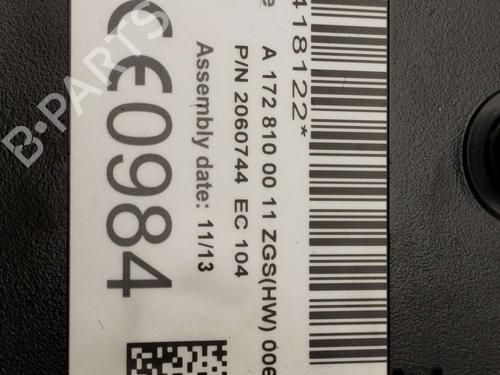 418122*
e A 172 810 00 11 ZGS(HW) 006
P/N 2060744 EC 104
Assembly date: 11/13
CE0984
B-PARTS